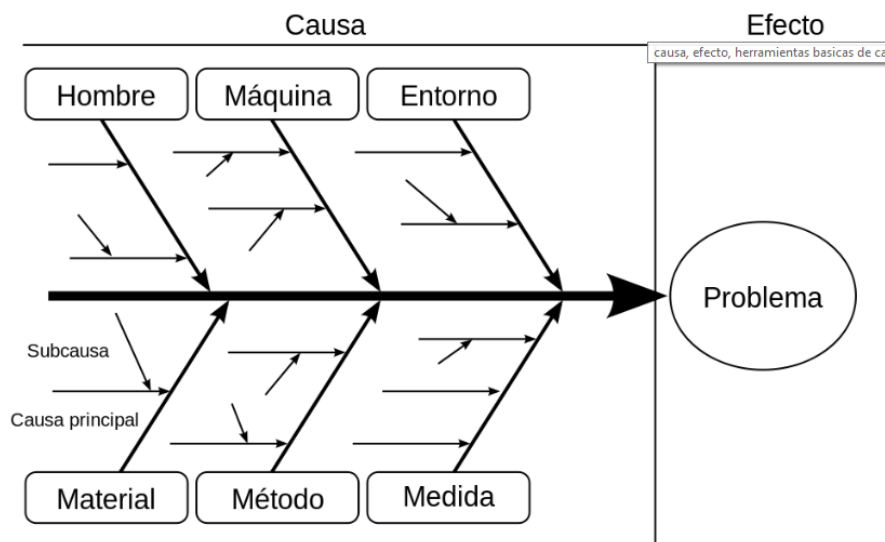 Causa
Efecto
causa, efecto, herramientas basicas de ca
Hombre
Máquina
Entorno
Problema
Subcausa
Causa principal
Material
Método
Medida